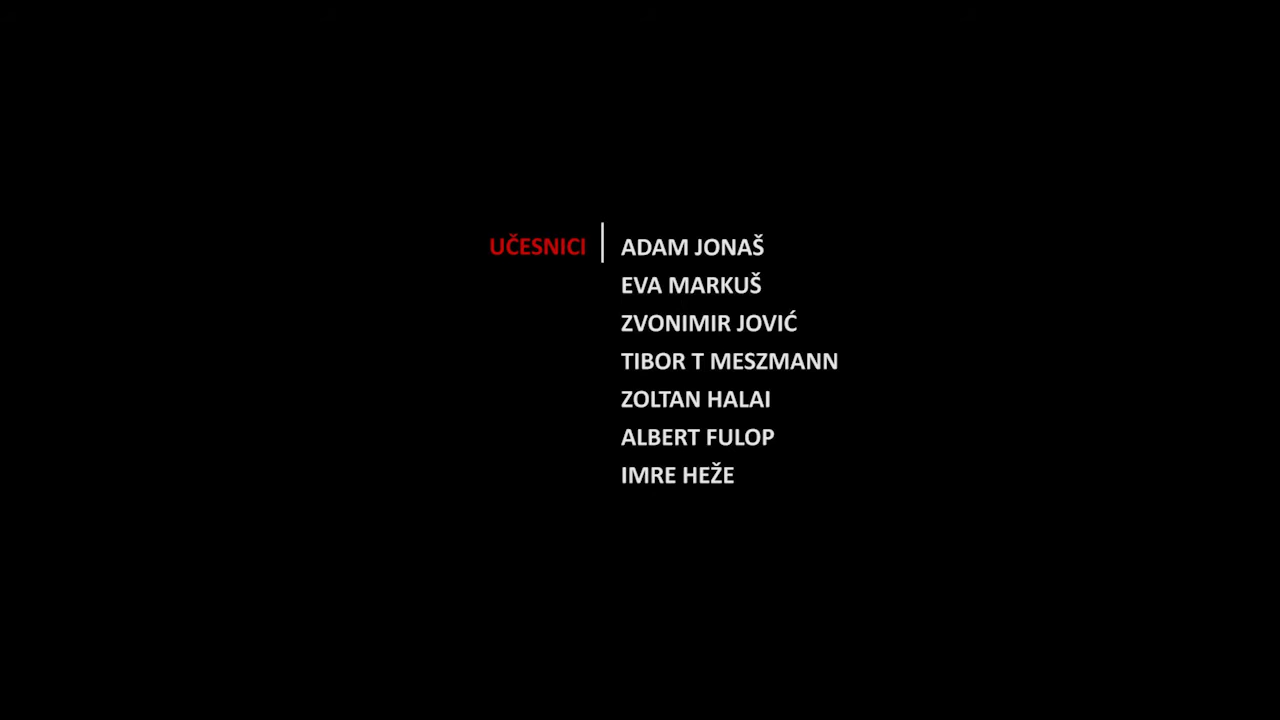 UČESNICI | ADAM JONAŠ
EVA MARKUŠ
ZVONIMIR JOVIĆ
TIBOR T MESZMANN
ZOLTAN HALAI
ALBERT FULOP
IMRE HEŽE